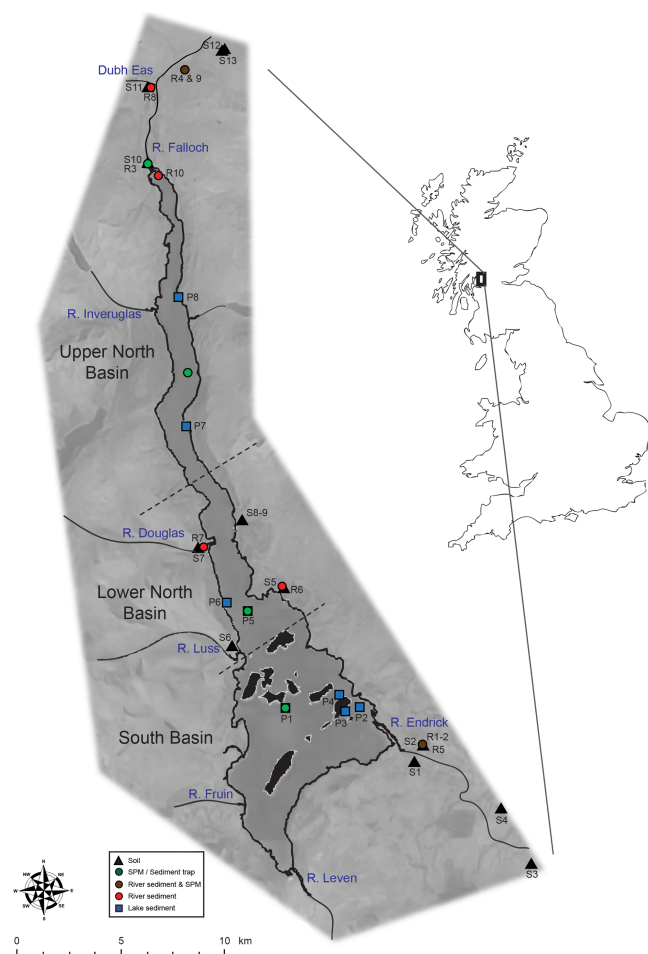 S12
S13
Dubh Eas
R4 & 9
S11
R8
R. Falloch
S10
R3
R10
P8
R. Inveruglas
Upper North
Basin
P7
S8-9
R. Douglas
R7
S7
S5
R6
Lower North
Basin
P6
P5
S6
R. Luss
P4
P3
P2
P1
R. Endrick
South Basin
S2
R1-2
R5
S1
R. Fruin
S4
S3
R. Leven
N
NE
E
SE
S
SW
W
NW
Soil
SPM / Sediment trap
River sediment & SPM
River sediment
Lake sediment
0 5 10 km